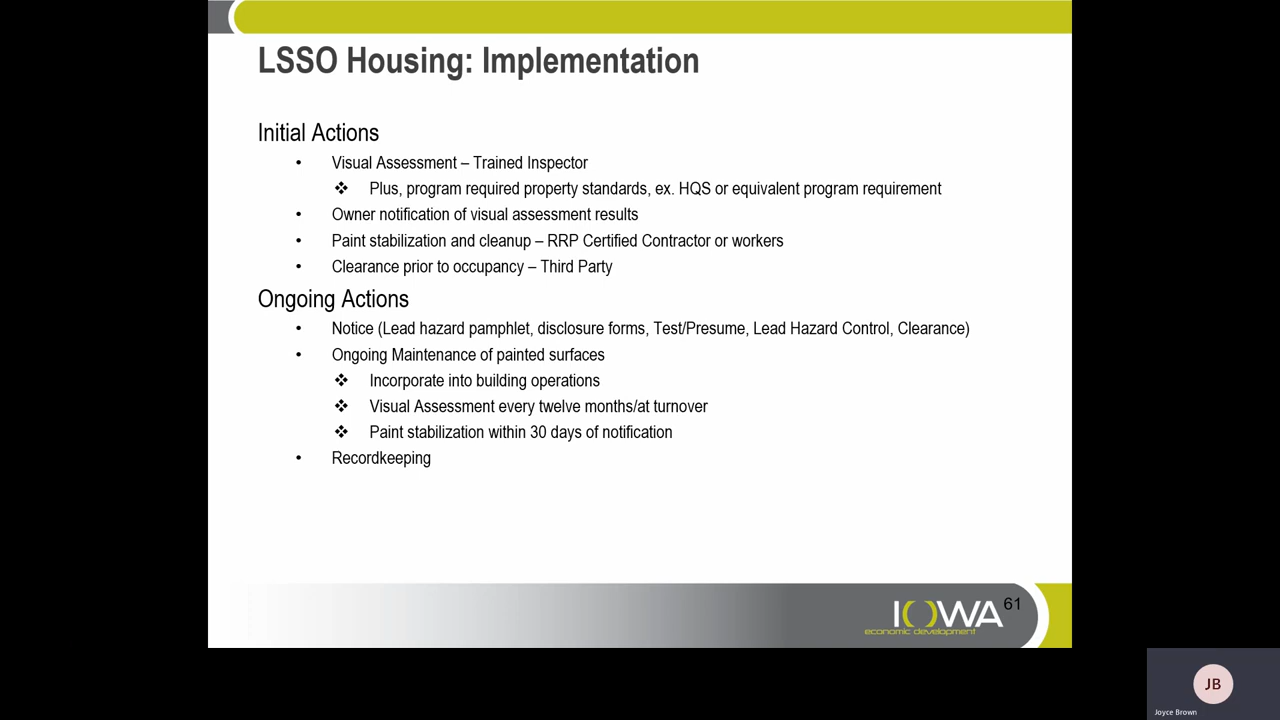 LSSO Housing: Implementation
Initial Actions
• Visual Assessment – Trained Inspector
❖ Plus, program required property standards, ex. HQS or equivalent program requirement
• Owner notification of visual assessment results
• Paint stabilization and cleanup – RRP Certified Contractor or workers
• Clearance prior to occupancy – Third Party
Ongoing Actions
• Notice (Lead hazard pamphlet, disclosure forms, Test/Presume, Lead Hazard Control, Clearance)
• Ongoing Maintenance of painted surfaces
❖ Incorporate into building operations
❖ Visual Assessment every twelve months/at turnover
❖ Paint stabilization within 30 days of notification
• Recordkeeping
IOWA
economic development
61
JB
Joyce Brown